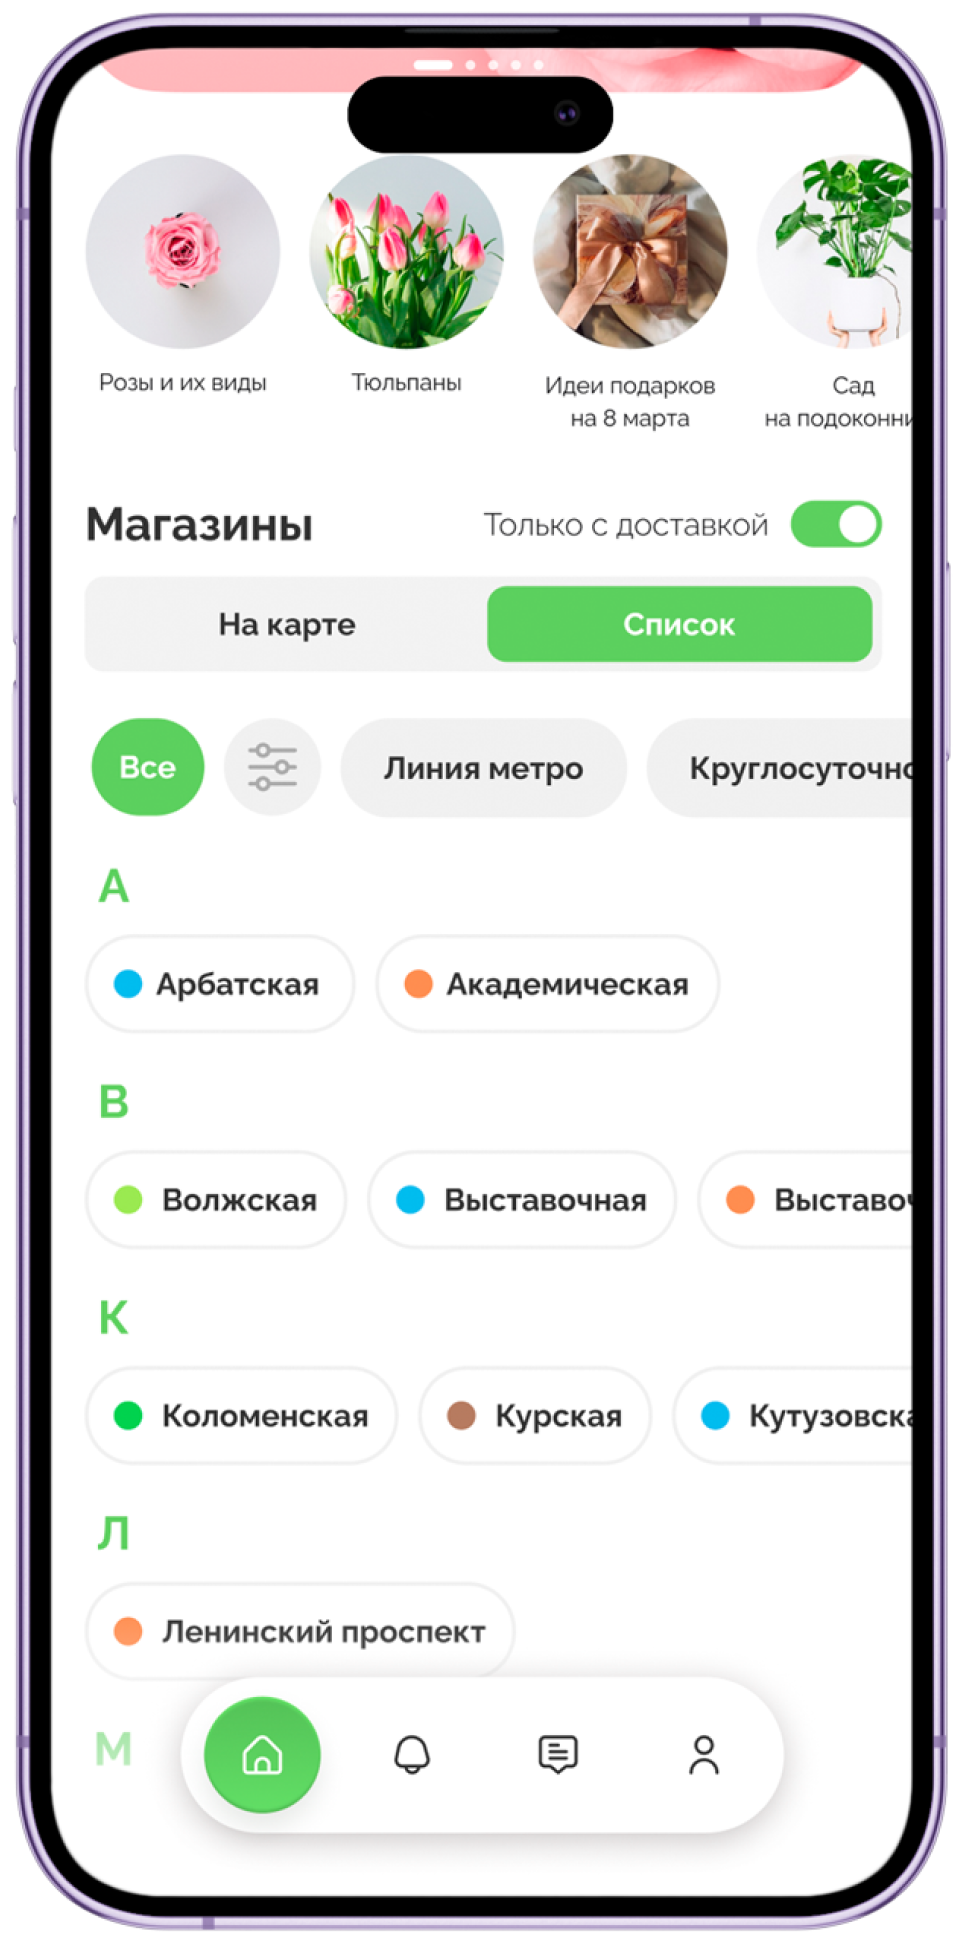 Розы и их виды
Тюльпаны
Идеи подарков
на 8 марта
Сад
на подоконни
Магазины
Только с доставкой
На карте
Список
Все
Линия метро
Круглосуточно
А
Арбатская
Академическая
В
Волжская
Выставочная
Выставоч
К
Коломенская
Курская
Кутузовска
Л
Ленинский проспект
М